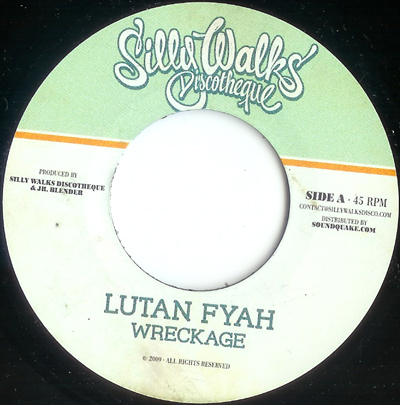 Silly Walks
Discotheque
PRODUCED BY
SILLY WALKS DISCOTHEQUE
& JR. BLENDER
SIDE A · 45 RPM
CONTACT@SILLYWALKSDISCO.COM
DISTRIBUTED BY
SOUNDQUAKE.COM
LUTAN FYAH
WRECKAGE
© 2009 · ALL RIGHTS RESERVED